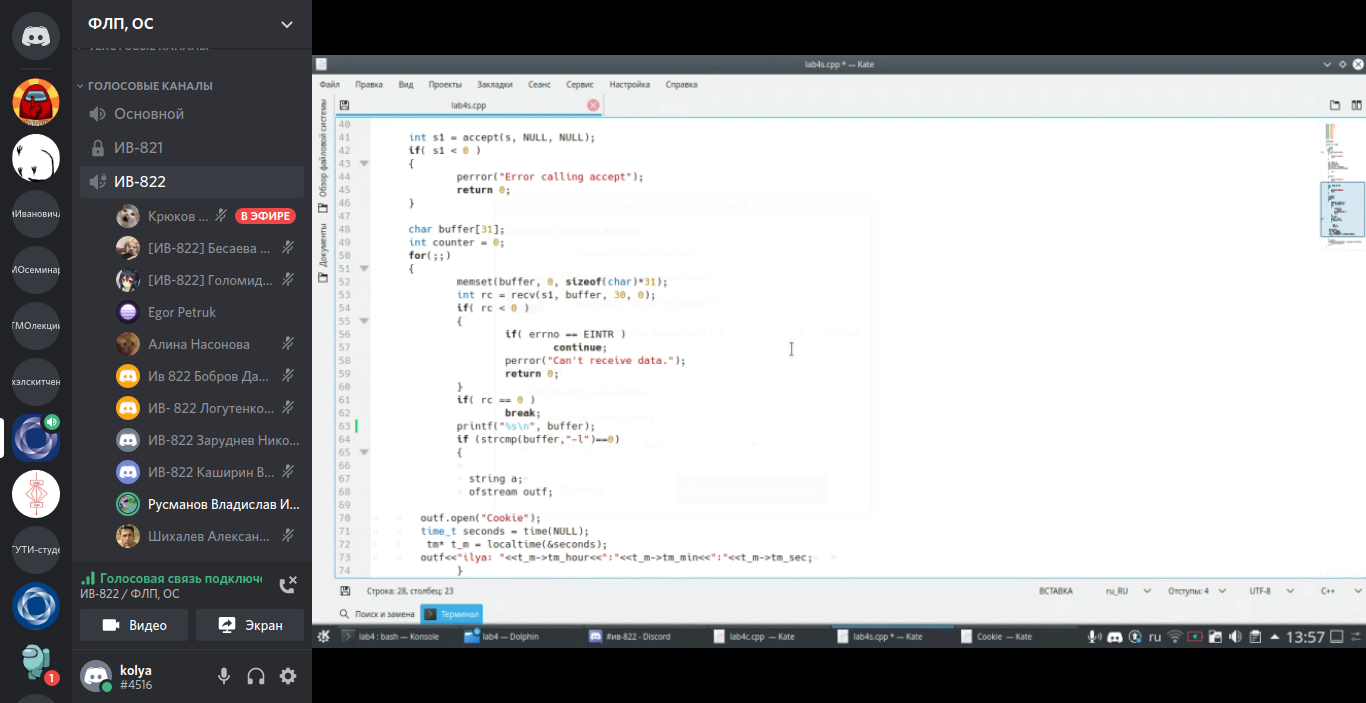 ФЛП, ОС
ГОЛОСОВЫЕ КАНАЛЫ
Основной
ИВ-821
ИВ-822
Крюков ...
В ЭФИРЕ
[ИВ-822] Бесаева ...
[ИВ-822] Голомид...
Egor Petruk
Алина Насонова
Ив 822 Бобров Да...
ИВ- 822 Логутенко...
ИВ-822 Заруднев Нико...
ИВ-822 Каширин В...
Русманов Владислав И...
Шихалев Алексан...
Голосовая связь подключе
ИВ-822 / ФЛП, ОС
Видео
Экран
kolya
#4516
1
lab4s.cpp * — Kate
Файл Правка Вид Проекты Закладки Сеанс Сервис Настройка Справка
lab4s.cpp
Обзор файловой системы
Документы
40
41 int s1 = accept(s, NULL, NULL);
42 if( s1 < 0 )
43 {
44 perror("Error calling accept");
45 return 0;
46 }
47
48 char buffer[31];
49 int counter = 0;
50 for(;;)
51 {
52 memset(buffer, 0, sizeof(char)*31);
53 int rc = recv(s1, buffer, 30, 0);
54 if( rc < 0 )
55 {
56 if( errno == EINTR )
57 continue;
58 perror("Can't receive data.");
59 return 0;
60 }
61 if( rc == 0 )
62 break;
63 printf("%s\n", buffer);
64 if (strcmp(buffer,"-l")==0)
65 {
66
67 string a;
68 ofstream outf;
69
70 outf.open("Cookie");
71 time_t seconds = time(NULL);
72 tm* t_m = localtime(&seconds);
73 outf<<"ilya: "<<t_m->tm_hour<<":"<<t_m->tm_min<<":"<<t_m->tm_sec;
74 }
Строка: 28, столбец: 23
ВСТАВКА ru_RU Отступы: 4 UTF-8 C++
Поиск и замена Терминал
lab4 : bash — Konsole
lab4 — Dolphin
#ив-822 - Discord
lab4c.cpp — Kate
lab4s.cpp * — Kate
Cookie — Kate
ru
13:57